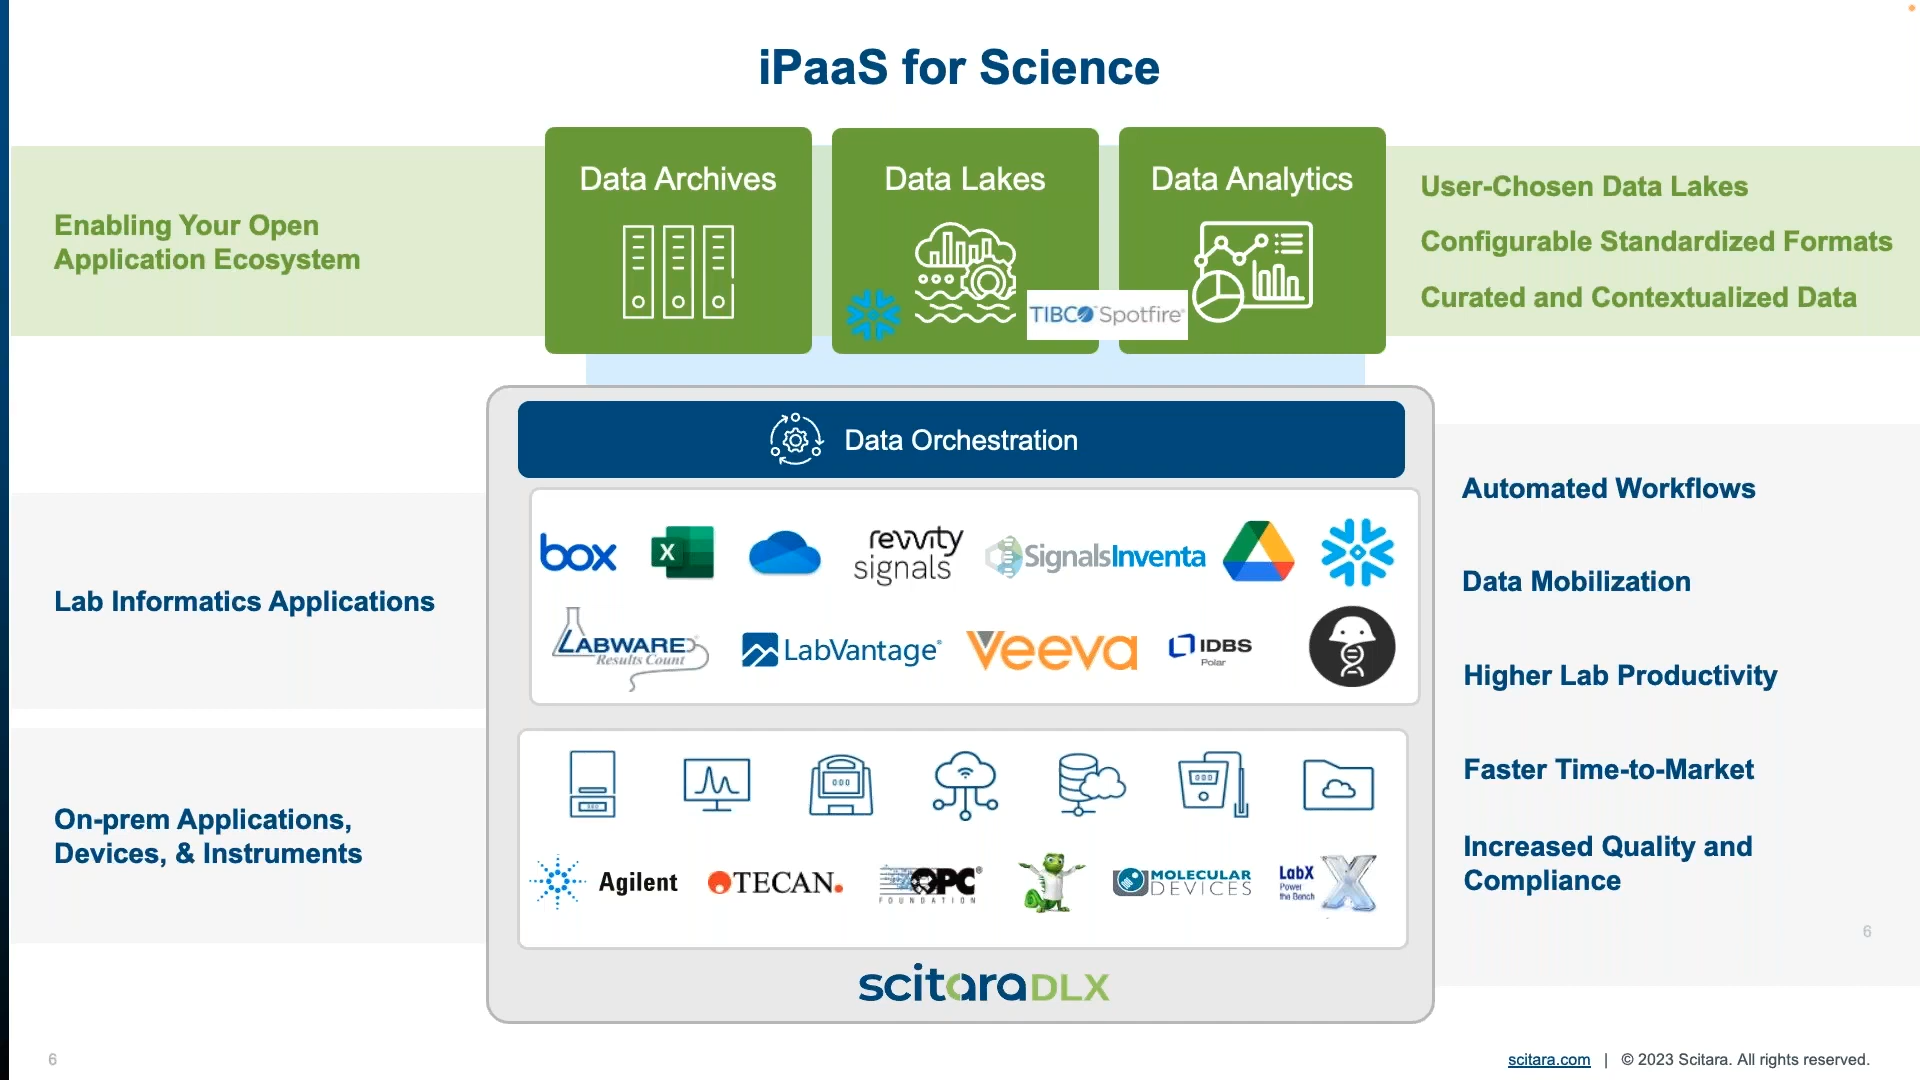 iPaaS for Science
Enabling Your Open
Application Ecosystem
Data Archives
Data Lakes
Data Analytics
TIBCO Spotfire®
User-Chosen Data Lakes
Configurable Standardized Formats
Curated and Contextualized Data
Data Orchestration
Lab Informatics Applications
box
X
revvity
signals
SignalsInventa
LABWARE®
Results Count
LabVantage®
Veeva
IDBS
Polar
On-prem Applications,
Devices, & Instruments
Agilent
TECAN.
OPC®
FOUNDATION
MOLECULAR
DEVICES
LabX
Power
the Bench
X
scitara DLX
Automated Workflows
Data Mobilization
Higher Lab Productivity
Faster Time-to-Market
Increased Quality and
Compliance
6
6
scitara.com | © 2023 Scitara. All rights reserved.